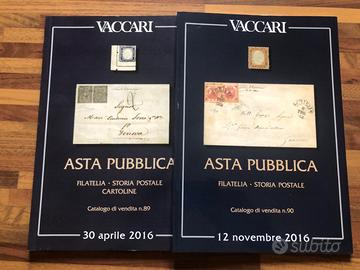 VACCARI
ASTA PUBBLICA
FILATELIA • STORIA POSTALE
CARTOLINE
Catalogo di vendita n.89
30 aprile 2016
VACCARI
ASTA PUBBLICA
FILATELIA • STORIA POSTALE
Catalogo di vendita n.90
12 novembre 2016
subito